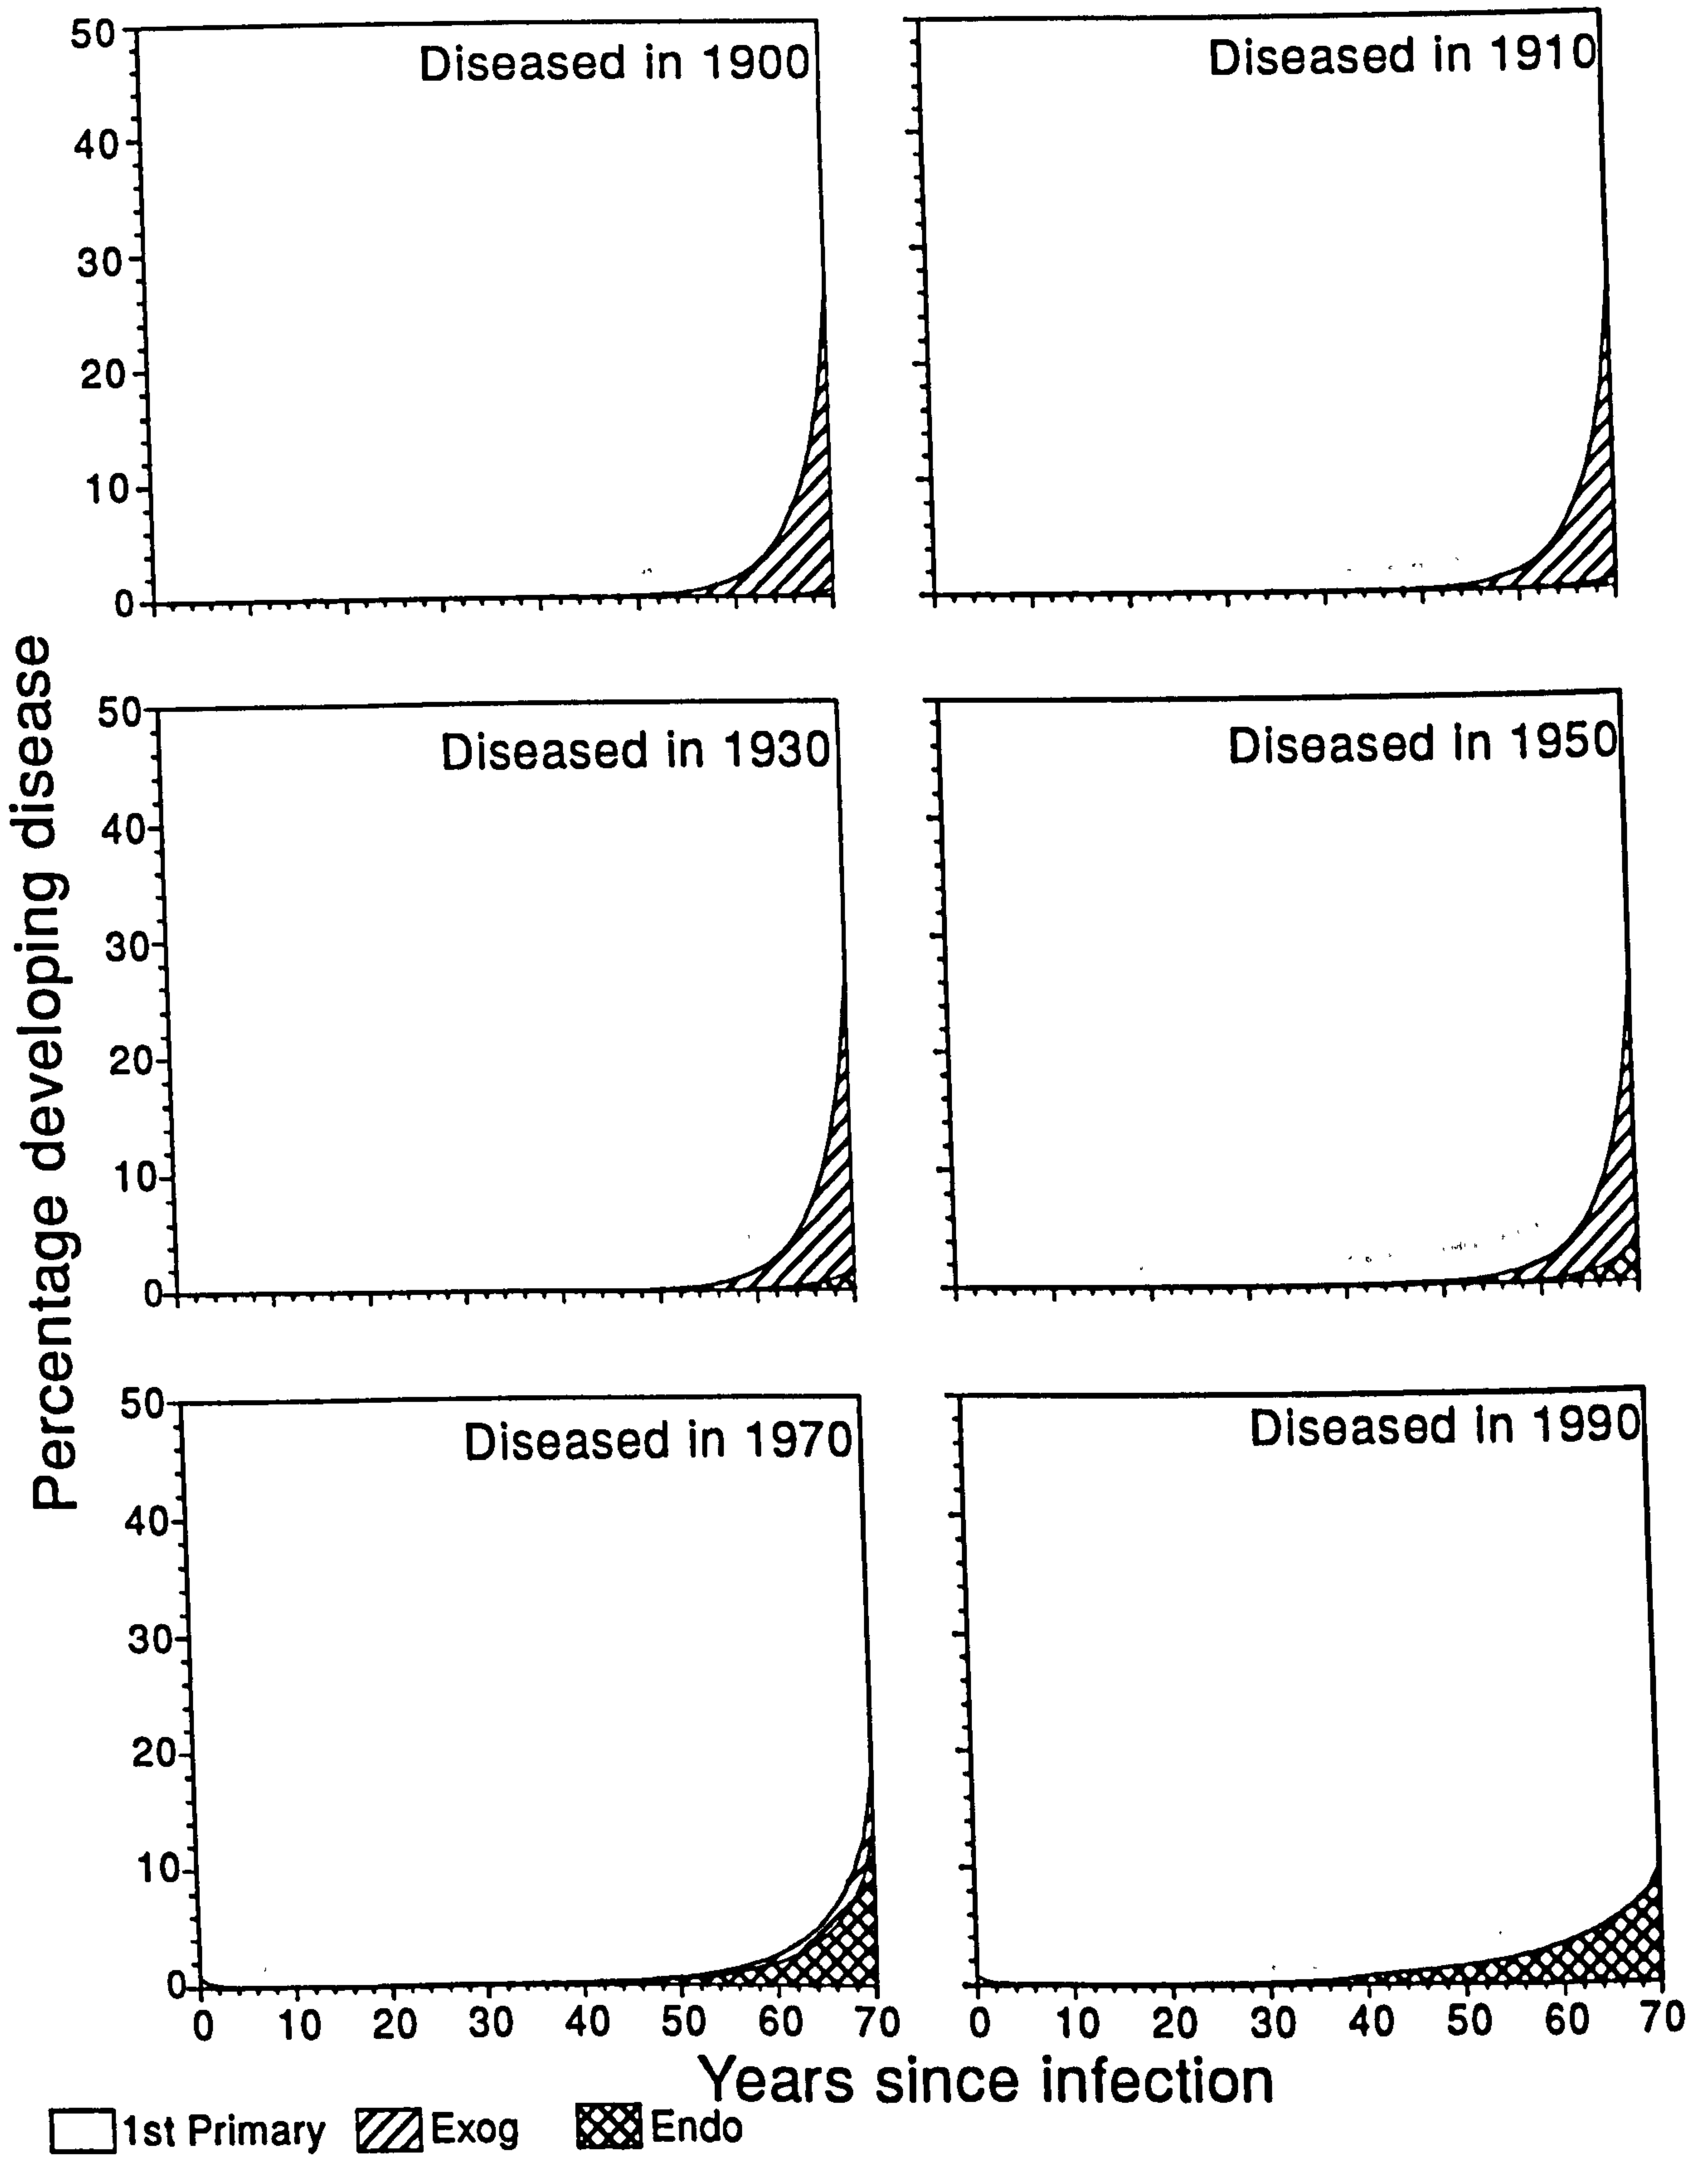 Percentage developing disease
Diseased in 1900
50
40
30
20
10
0
Diseased in 1910
Diseased in 1930
50
40
30
20
10
0
Diseased in 1950
Diseased in 1970
50
40
30
20
10
0
0 10 20 30 40 50 60 70
Diseased in 1990
0 10 20 30 40 50 60 70
Years since infection
1st Primary Exog Endo